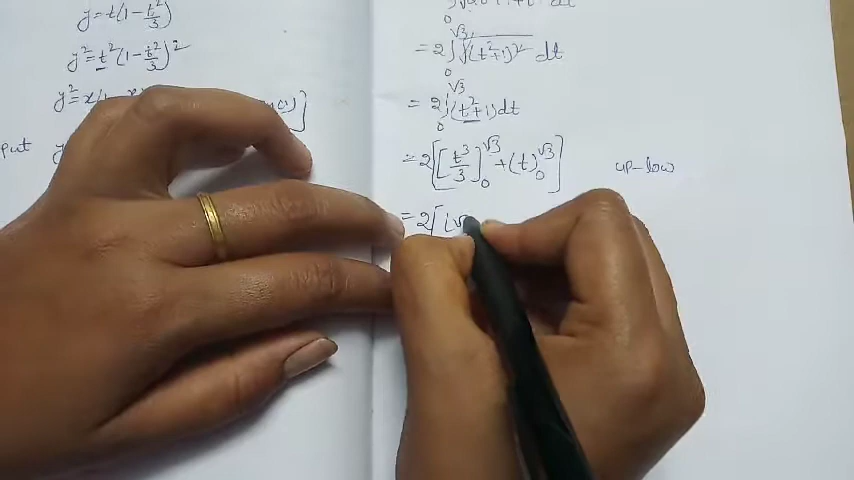 y = t(1 - t²/3)
y² = t²(1 - t²/3)²
put
= 2 ∫₀^√3 √(t²+1)² dt
= 2 ∫₀^√3 (t²+1) dt
= 2 [ [t³/3]₀^√3 + (t)₀^√3 ]
up-low
= 2 [ (√